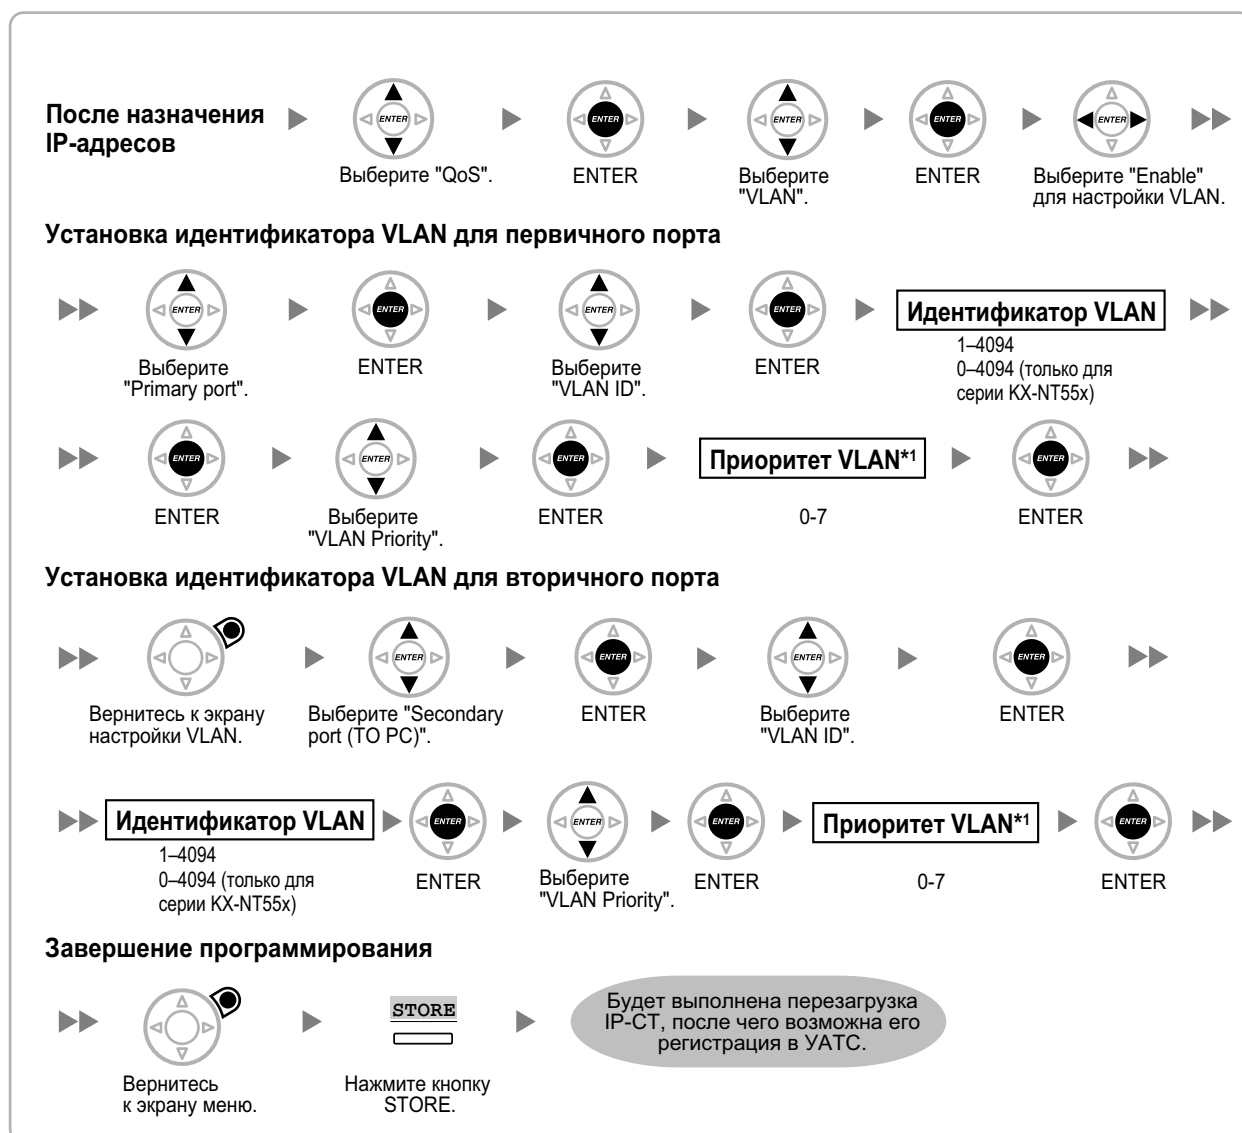 После назначения
IP-адресов
ENTER
ENTER
ENTER
ENTER
ENTER
Выберите "QoS".
ENTER
Выберите
"VLAN".
ENTER
Выберите "Enable"
для настройки VLAN.
Установка идентификатора VLAN для первичного порта
ENTER
ENTER
ENTER
ENTER
Идентификатор VLAN
Выберите
"Primary port".
ENTER
Выберите
"VLAN ID".
ENTER
1–4094
0–4094 (только для
серии KX-NT55x)
ENTER
ENTER
ENTER
Приоритет VLAN*1
ENTER
ENTER
Выберите
"VLAN Priority".
ENTER
0-7
ENTER
Установка идентификатора VLAN для вторичного порта
ENTER
ENTER
ENTER
ENTER
Вернитесь к экрану
настройки VLAN.
Выберите "Secondary
port (TO PC)".
ENTER
Выберите
"VLAN ID".
ENTER
Идентификатор VLAN
ENTER
ENTER
ENTER
Приоритет VLAN*1
ENTER
1–4094
0–4094 (только для
серии KX-NT55x)
ENTER
Выберите
"VLAN Priority".
ENTER
0-7
ENTER
Завершение программирования
STORE
Будет выполнена перезагрузка
IP-СТ, после чего возможна его
регистрация в УАТС.
Вернитесь
к экрану меню.
Нажмите кнопку
STORE.